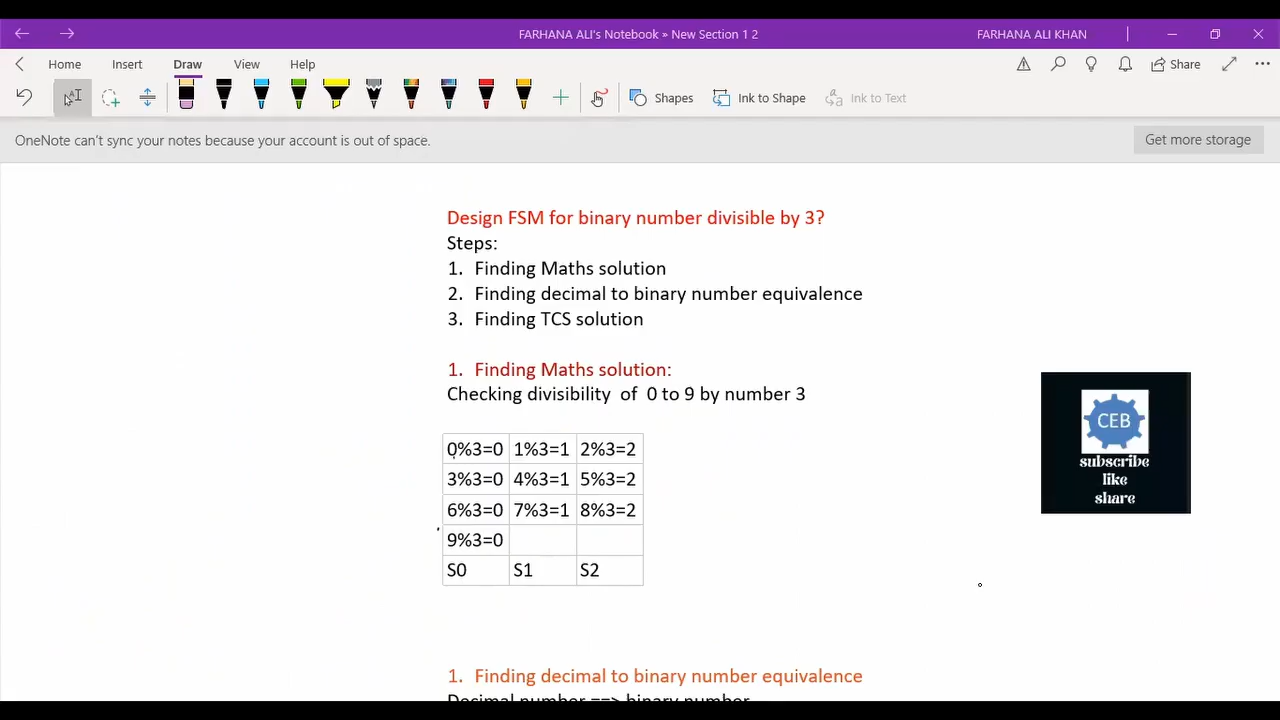 FARHANA ALI's Notebook » New Section 1 2
FARHANA ALI KHAN
Home Insert Draw View Help
Share
Shapes
Ink to Shape
Ink to Text
OneNote can't sync your notes because your account is out of space.
Get more storage
Design FSM for binary number divisible by 3?
Steps:
1. Finding Maths solution
2. Finding decimal to binary number equivalence
3. Finding TCS solution
1. Finding Maths solution:
Checking divisibility of 0 to 9 by number 3
0%3=0 1%3=1 2%3=2
3%3=0 4%3=1 5%3=2
6%3=0 7%3=1 8%3=2
9%3=0
S0 S1 S2
CEB
subscribe
like
share
1. Finding decimal to binary number equivalence
Decimal number ==> binary number